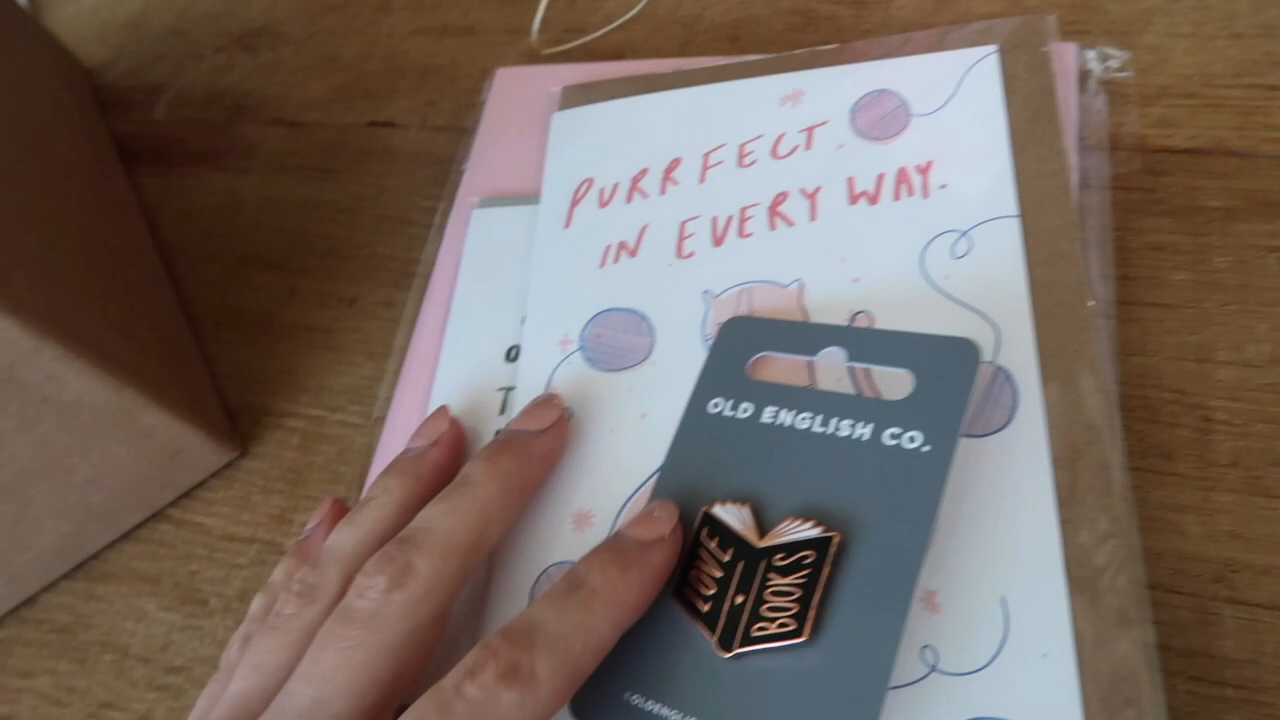 PURRFECT
IN EVERY WAY.
OLD ENGLISH CO.
LOVE
BOOKS